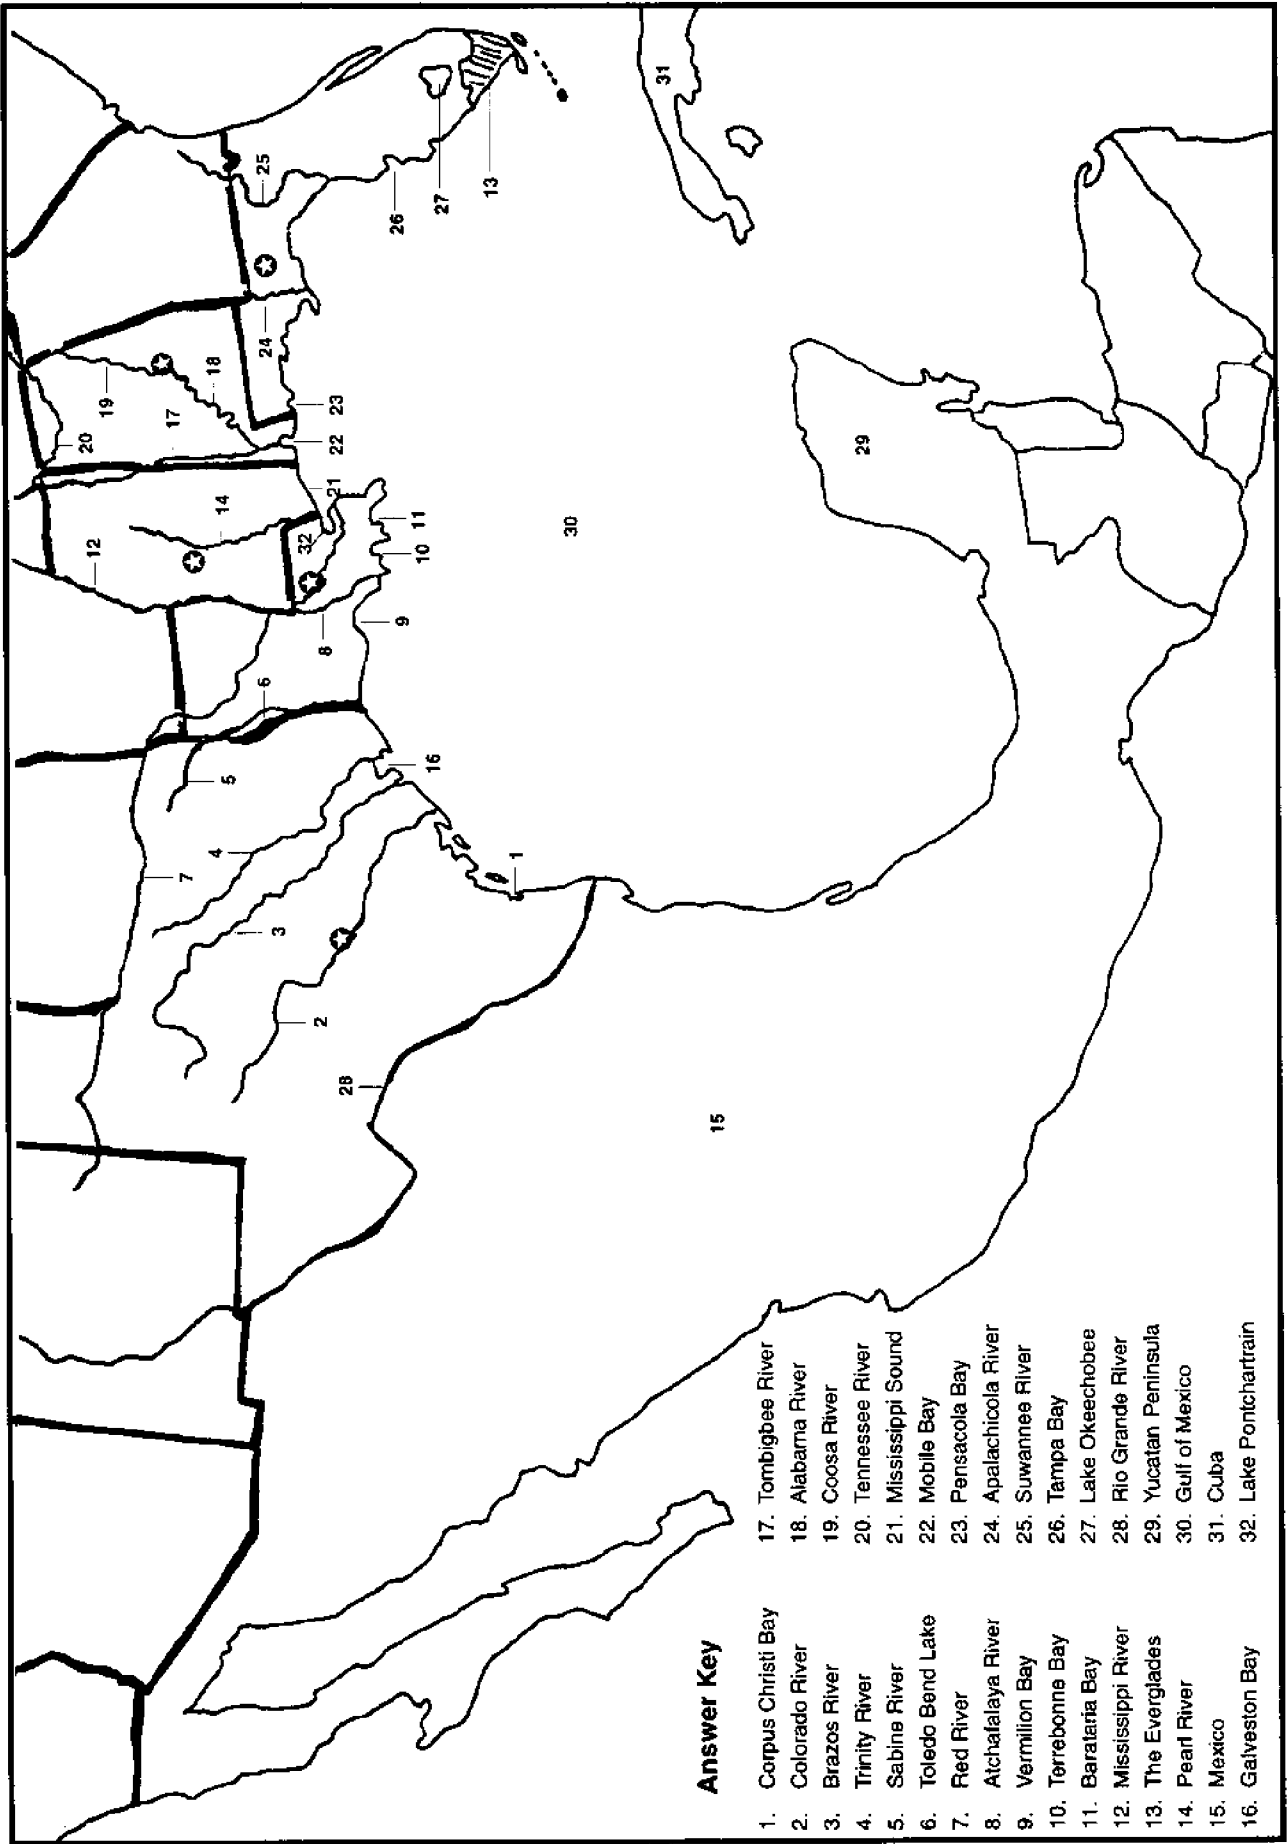 Answer Key
1. Corpus Christi Bay
2. Colorado River
3. Brazos River
4. Trinity River
5. Sabine River
6. Toledo Bend Lake
7. Red River
8. Atchafalaya River
9. Vermilion Bay
10. Terrebonne Bay
11. Barataria Bay
12. Mississippi River
13. The Everglades
14. Pearl River
15. Mexico
16. Galveston Bay
17. Tombigbee River
18. Alabama River
19. Coosa River
20. Tennessee River
21. Mississippi Sound
22. Mobile Bay
23. Pensacola Bay
24. Apalachicola River
25. Suwannee River
26. Tampa Bay
27. Lake Okeechobee
28. Rio Grande River
29. Yucatan Peninsula
30. Gulf of Mexico
31. Cuba
32. Lake Pontchartrain
20
19
17
18
12
14
25
24
23
22
21
32
11
10
9
8
6
5
16
4
7
3
2
1
28
15
30
29
26
27
13
31